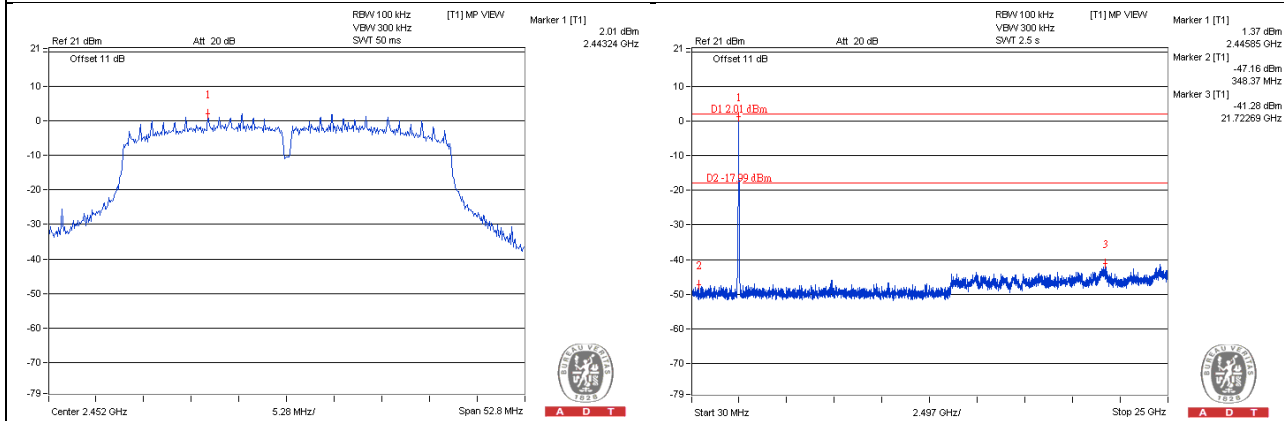 RBW 100 kHz [T1] MP VIEW
VBW 300 kHz
Ref 21 dBm Att 20 dB SWT 50 ms
Marker 1 [T1]
2.01 dBm
2.44324 GHz
21
Offset 11 dB
10
0
-10
-20
-30
-40
-50
-60
-70
-79
1
Center 2.452 GHz 5.28 MHz/ Span 52.8 MHz
BUREAU VERITAS
1828
A D T
RBW 100 kHz [T1] MP VIEW
VBW 300 kHz
Ref 21 dBm Att 20 dB SWT 2.5 s
Marker 1 [T1]
1.37 dBm
2.44585 GHz
Marker 2 [T1]
-47.16 dBm
348.37 MHz
Marker 3 [T1]
-41.28 dBm
21.72269 GHz
21
Offset 11 dB
10
0
-10
-20
-30
-40
-50
-60
-70
-79
1
D1 2.01 dBm
D2 -17.99 dBm
2
3
Start 30 MHz 2.497 GHz/ Stop 25 GHz
BUREAU VERITAS
1828
A D T